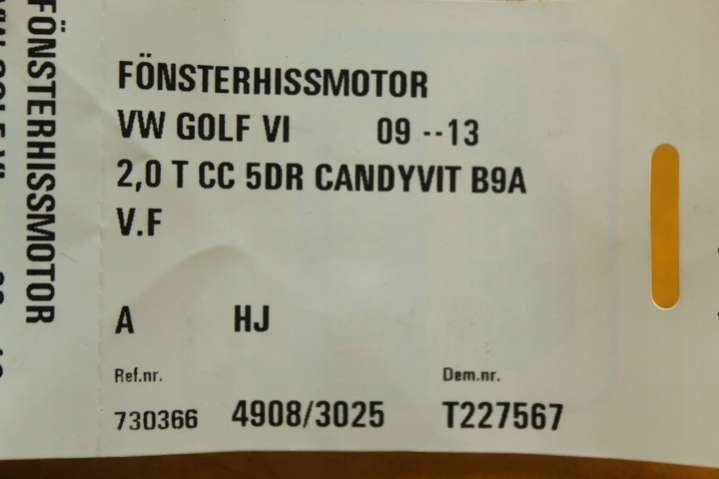 FÖNSTERHISSMOTOR
VW GOLF VI 09 --13
2,0 T CC 5DR CANDYVIT B9A
V.F
A HJ
Ref.nr. Dem.nr.
730366 4908/3025 T227567
FÖNSTERHISSMOTOR